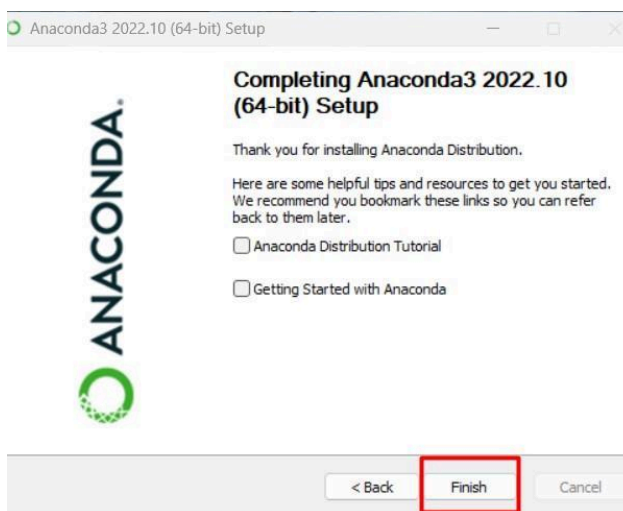 Anaconda3 2022.10 (64-bit) Setup
Completing Anaconda3 2022.10
(64-bit) Setup
Thank you for installing Anaconda Distribution.
Here are some helpful tips and resources to get you started.
We recommend you bookmark these links so you can refer
back to them later.
Anaconda Distribution Tutorial
Getting Started with Anaconda
ANACONDA.
< Back
Finish
Cancel